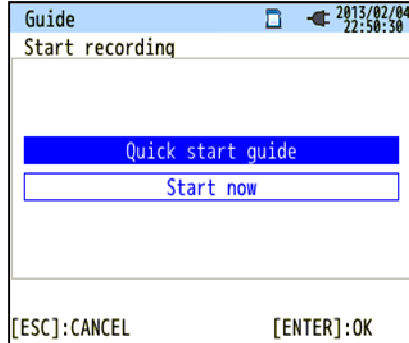 Guide 2013/02/04
22:50:30
Start recording
Quick start guide
Start now
[ESC]:CANCEL [ENTER]:OK